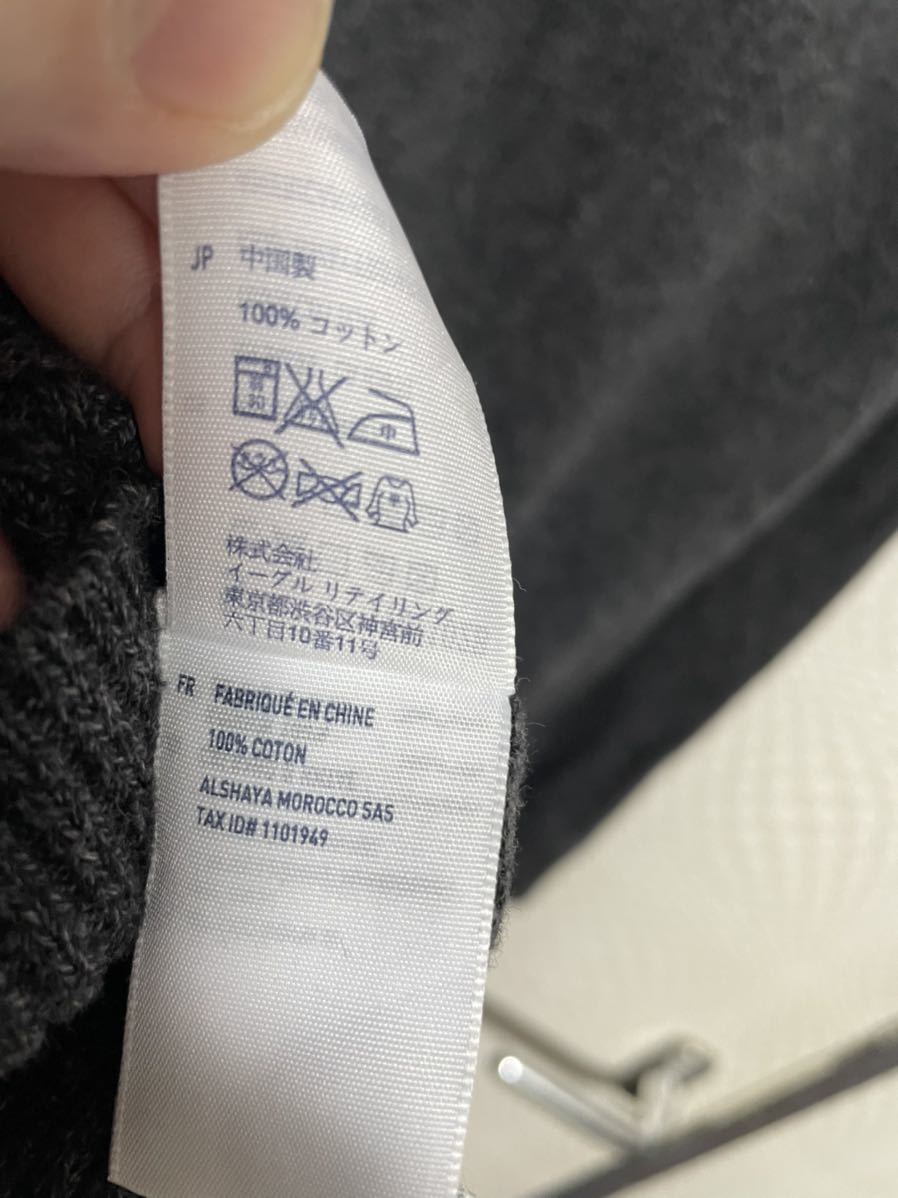 JP 中国製
100% コットン
30
中
株式会社
イーグル リテイリング
東京都渋谷区神宮前
六丁目10番11号
FR FABRIQUÉ EN CHINE
100% COTON
ALSHAYA MOROCCO SAS
TAX ID# 1101949